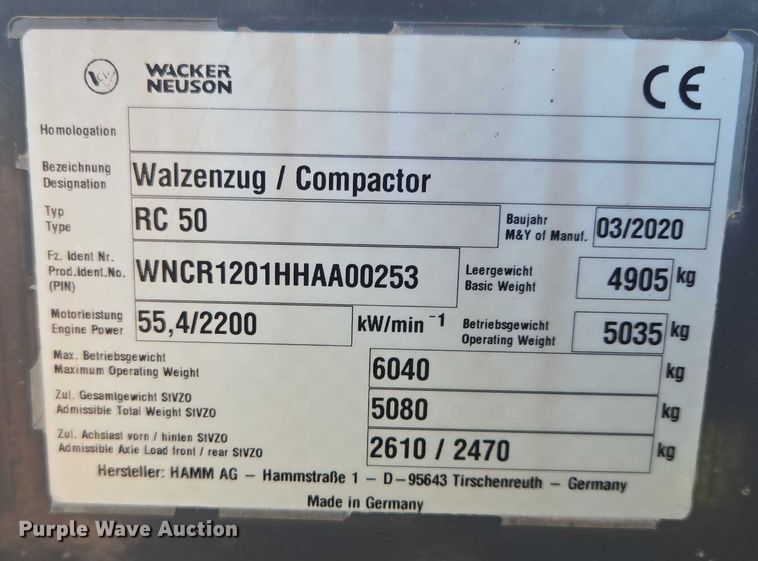 WACKER
NEUSON
CE
Homologation
Bezeichnung
Designation
Walzenzug / Compactor
Typ
Type
RC 50
Baujahr
M&Y of Manuf.
03/2020
Fz. Ident Nr.
Prod.Ident.No.
(PIN)
WNCR1201HHAA00253
Leergewicht
Basic Weight
4905 kg
Motorleistung
Engine Power
55,4/2200
kW/min⁻¹
Betriebsgewicht
Operating Weight
5035 kg
Max. Betriebsgewicht
Maximum Operating Weight
6040 kg
Zul. Gesamtgewicht StVZO
Admissible Total Weight StVZO
5080 kg
Zul. Achslast vorn / hinten StVZO
Admissible Axle Load front / rear StVZO
2610 / 2470 kg
Hersteller: HAMM AG – Hammstraße 1 – D–95643 Tirschenreuth – Germany
Made in Germany
Purple Wave Auction